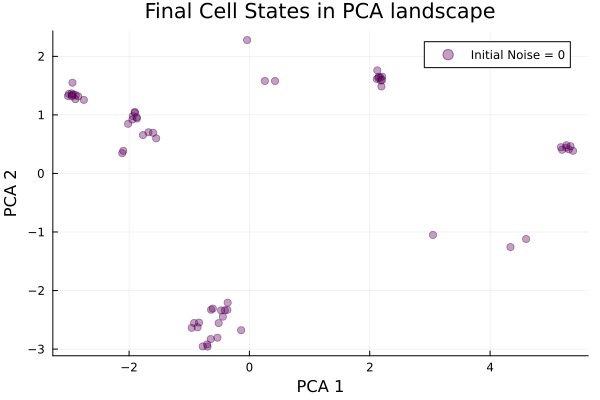 Final Cell States in PCA landscape
Initial Noise = 0
2
1
0
−1
−2
−3
PCA 2
−2
0
2
4
PCA 1